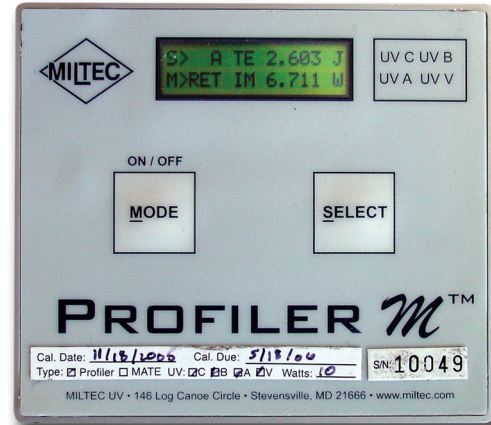 MILTEC
S> A TE 2.603 J
M>RET IM 6.711 W
UV C UV B
UV A UV V
ON / OFF
MODE
SELECT
PROFILER M™
Cal. Date: 11/18/2005 Cal. Due: 5/18/06
Type: ☑ Profiler ☐ MATE UV: ☑C ☑B ☑A ☑V Watts: 10
S/N: 10049
MILTEC UV • 146 Log Canoe Circle • Stevensville, MD 21666 • www.miltec.com